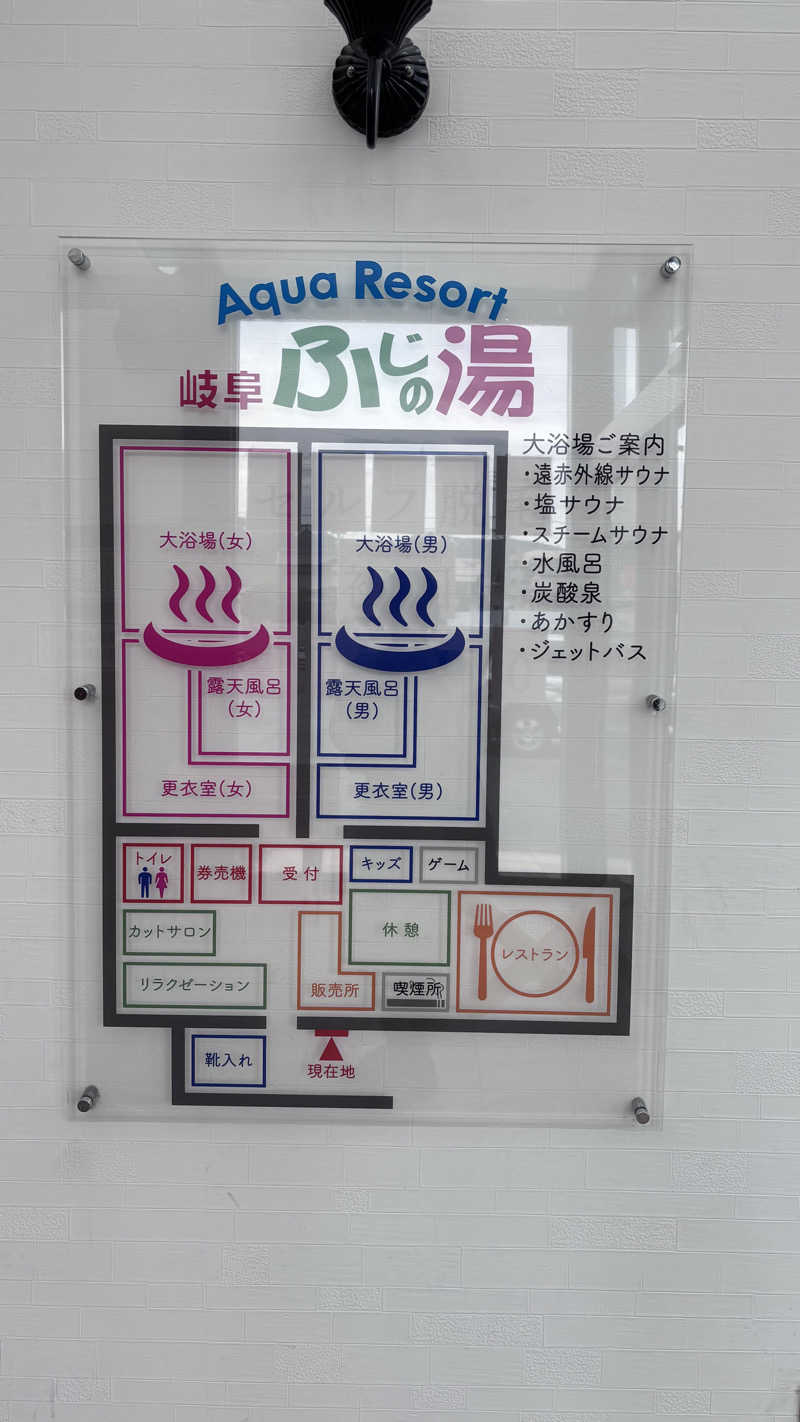 Aqua Resort
岐阜 ふじの湯
大浴場ご案内
・遠赤外線サウナ
・塩サウナ
・スチームサウナ
・水風呂
・炭酸泉
・あかすり
・ジェットバス
大浴場(女)
大浴場(男)
露天風呂
(女)
露天風呂
(男)
更衣室(女)
更衣室(男)
トイレ
券売機
受付
キッズ
ゲーム
カットサロン
休憩
レストラン
リラクゼーション
販売所
喫煙所
靴入れ
現在地